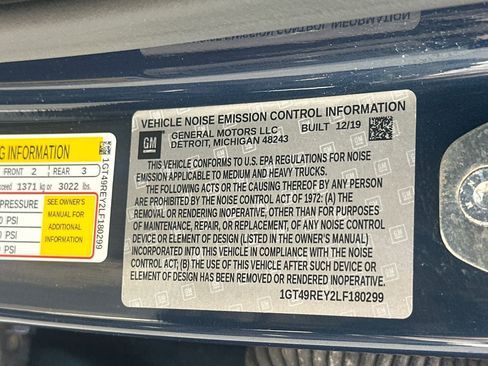 VEHICLE NOISE EMISSION CONTROL INFORMATION
GM
GENERAL MOTORS LLC BUILT 12/19
DETROIT, MICHIGAN 48243
THIS VEHICLE CONFORMS TO U.S. EPA REGULATIONS FOR NOISE
EMISSION APPLICABLE TO MEDIUM AND HEAVY TRUCKS.
THE FOLLOWING ACTS OR THE CAUSING THEREOF BY ANY PERSON
ARE PROHIBITED BY THE NOISE CONTROL ACT OF 1972: (A) THE
REMOVAL OR RENDERING INOPERATIVE, OTHER THAN FOR PURPOSES
OF MAINTENANCE, REPAIR, OR REPLACEMENT, OF ANY NOISE CONTROL
DEVICE OR ELEMENT OF DESIGN (LISTED IN THE OWNER'S MANUAL)
INCORPORATED INTO THIS VEHICLE IN COMPLIANCE WITH THE NOISE
CONTROL ACT; (B) THE USE OF THIS VEHICLE AFTER SUCH DEVICE OR
ELEMENT OF DESIGN HAS BEEN REMOVED OR RENDERED INOPERATIVE.
1GT49REY2LF180299
NG INFORMATION
FRONT 2 REAR 3
xceed 1371 kg or 3022 lbs.
PRESSURE
0 PSI
0 PSI
0 PSI
SEE OWNER'S
MANUAL FOR
ADDITIONAL
INFORMATION
1GT49REY2LF180299